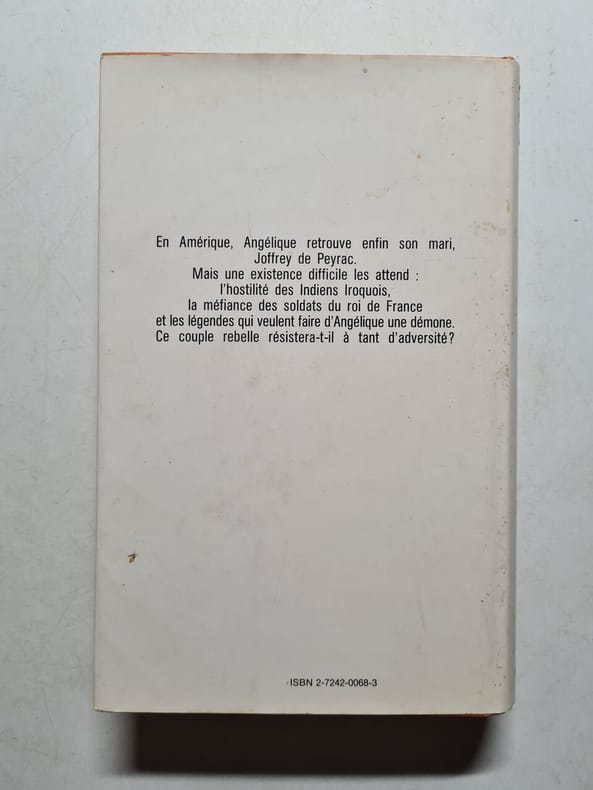 En Amérique, Angélique retrouve enfin son mari,
Joffrey de Peyrac.
Mais une existence difficile les attend :
l'hostilité des Indiens Iroquois,
la méfiance des soldats du roi de France
et les légendes qui veulent faire d'Angélique une démone.
Ce couple rebelle résistera-t-il à tant d'adversité?
ISBN 2-7242-0068-3